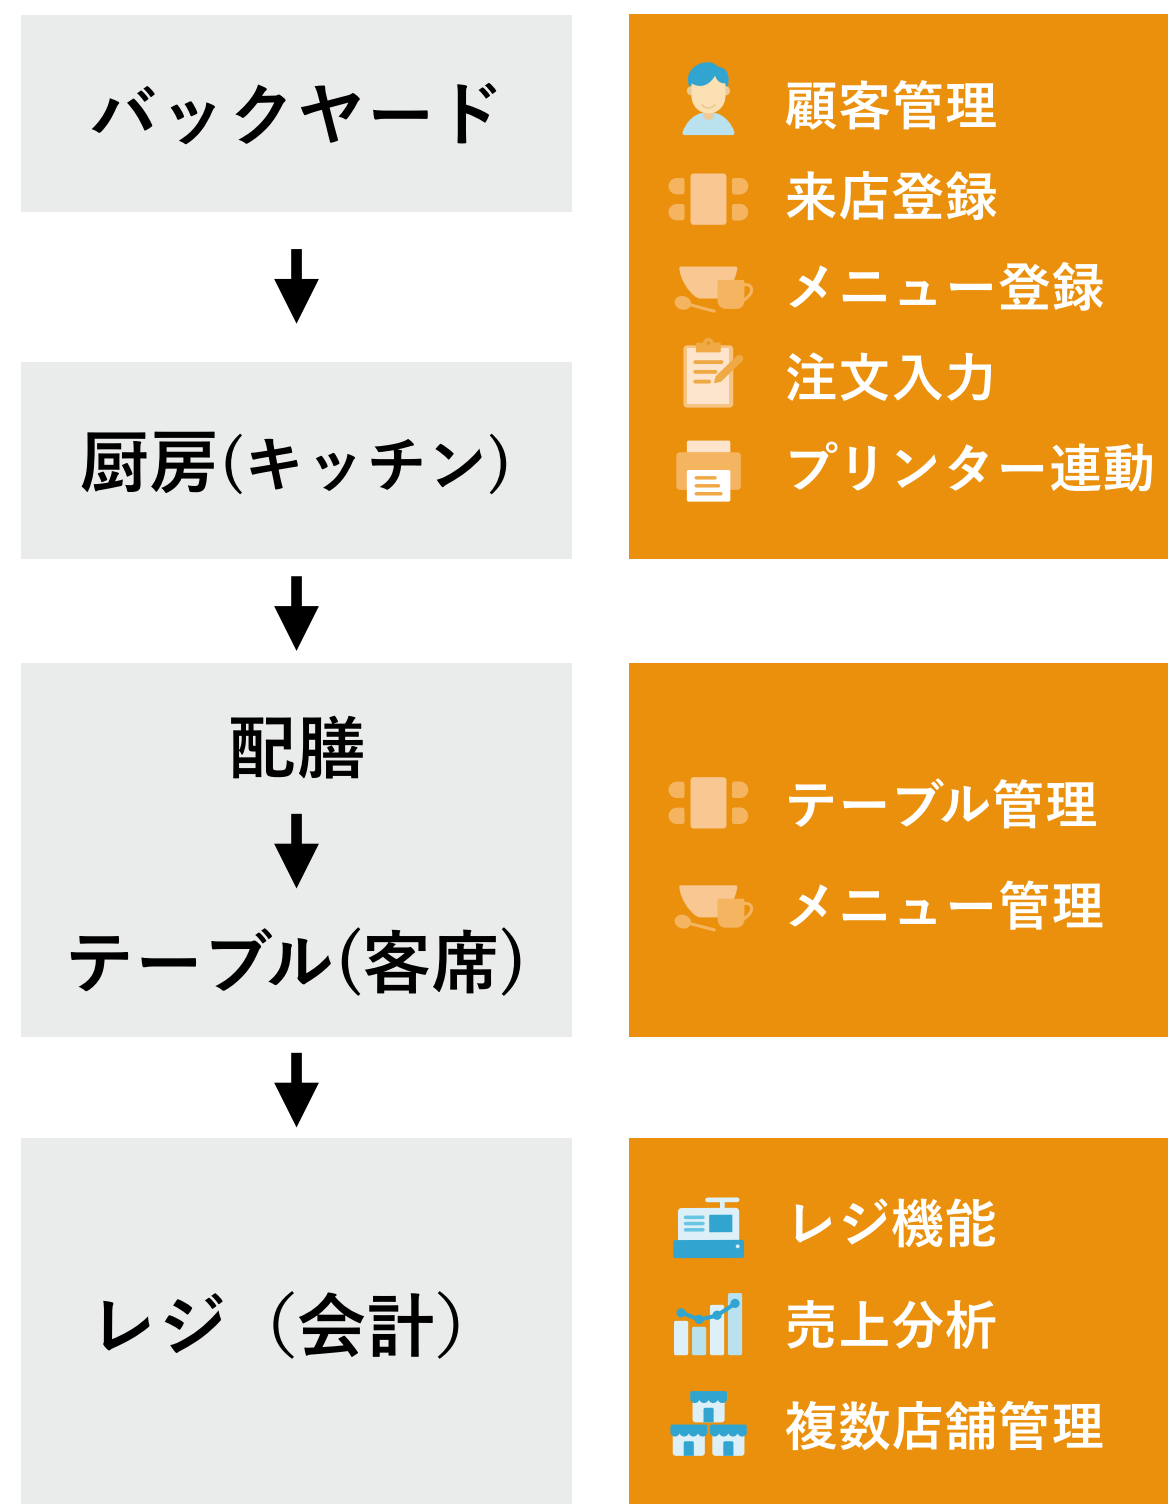 バックヤード
厨房(キッチン)
顧客管理
来店登録
メニュー登録
注文入力
プリンター連動
配膳
テーブル(客席)
テーブル管理
メニュー管理
レジ（会計）
レジ機能
売上分析
複数店舗管理